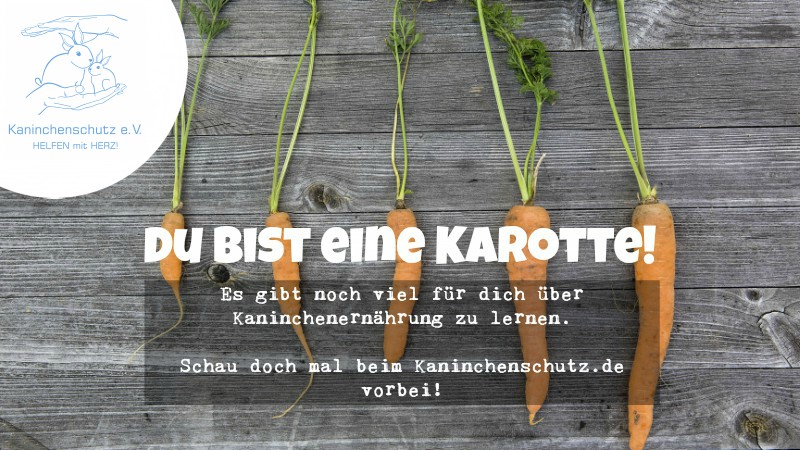 Kaninchenschutz e.V.
HELFEN mit HERZ!
DU BIST EINE KAROTTE!
Es gibt noch viel für dich über
Kaninchenernährung zu lernen.
Schau doch mal beim Kaninchenschutz.de
vorbei!